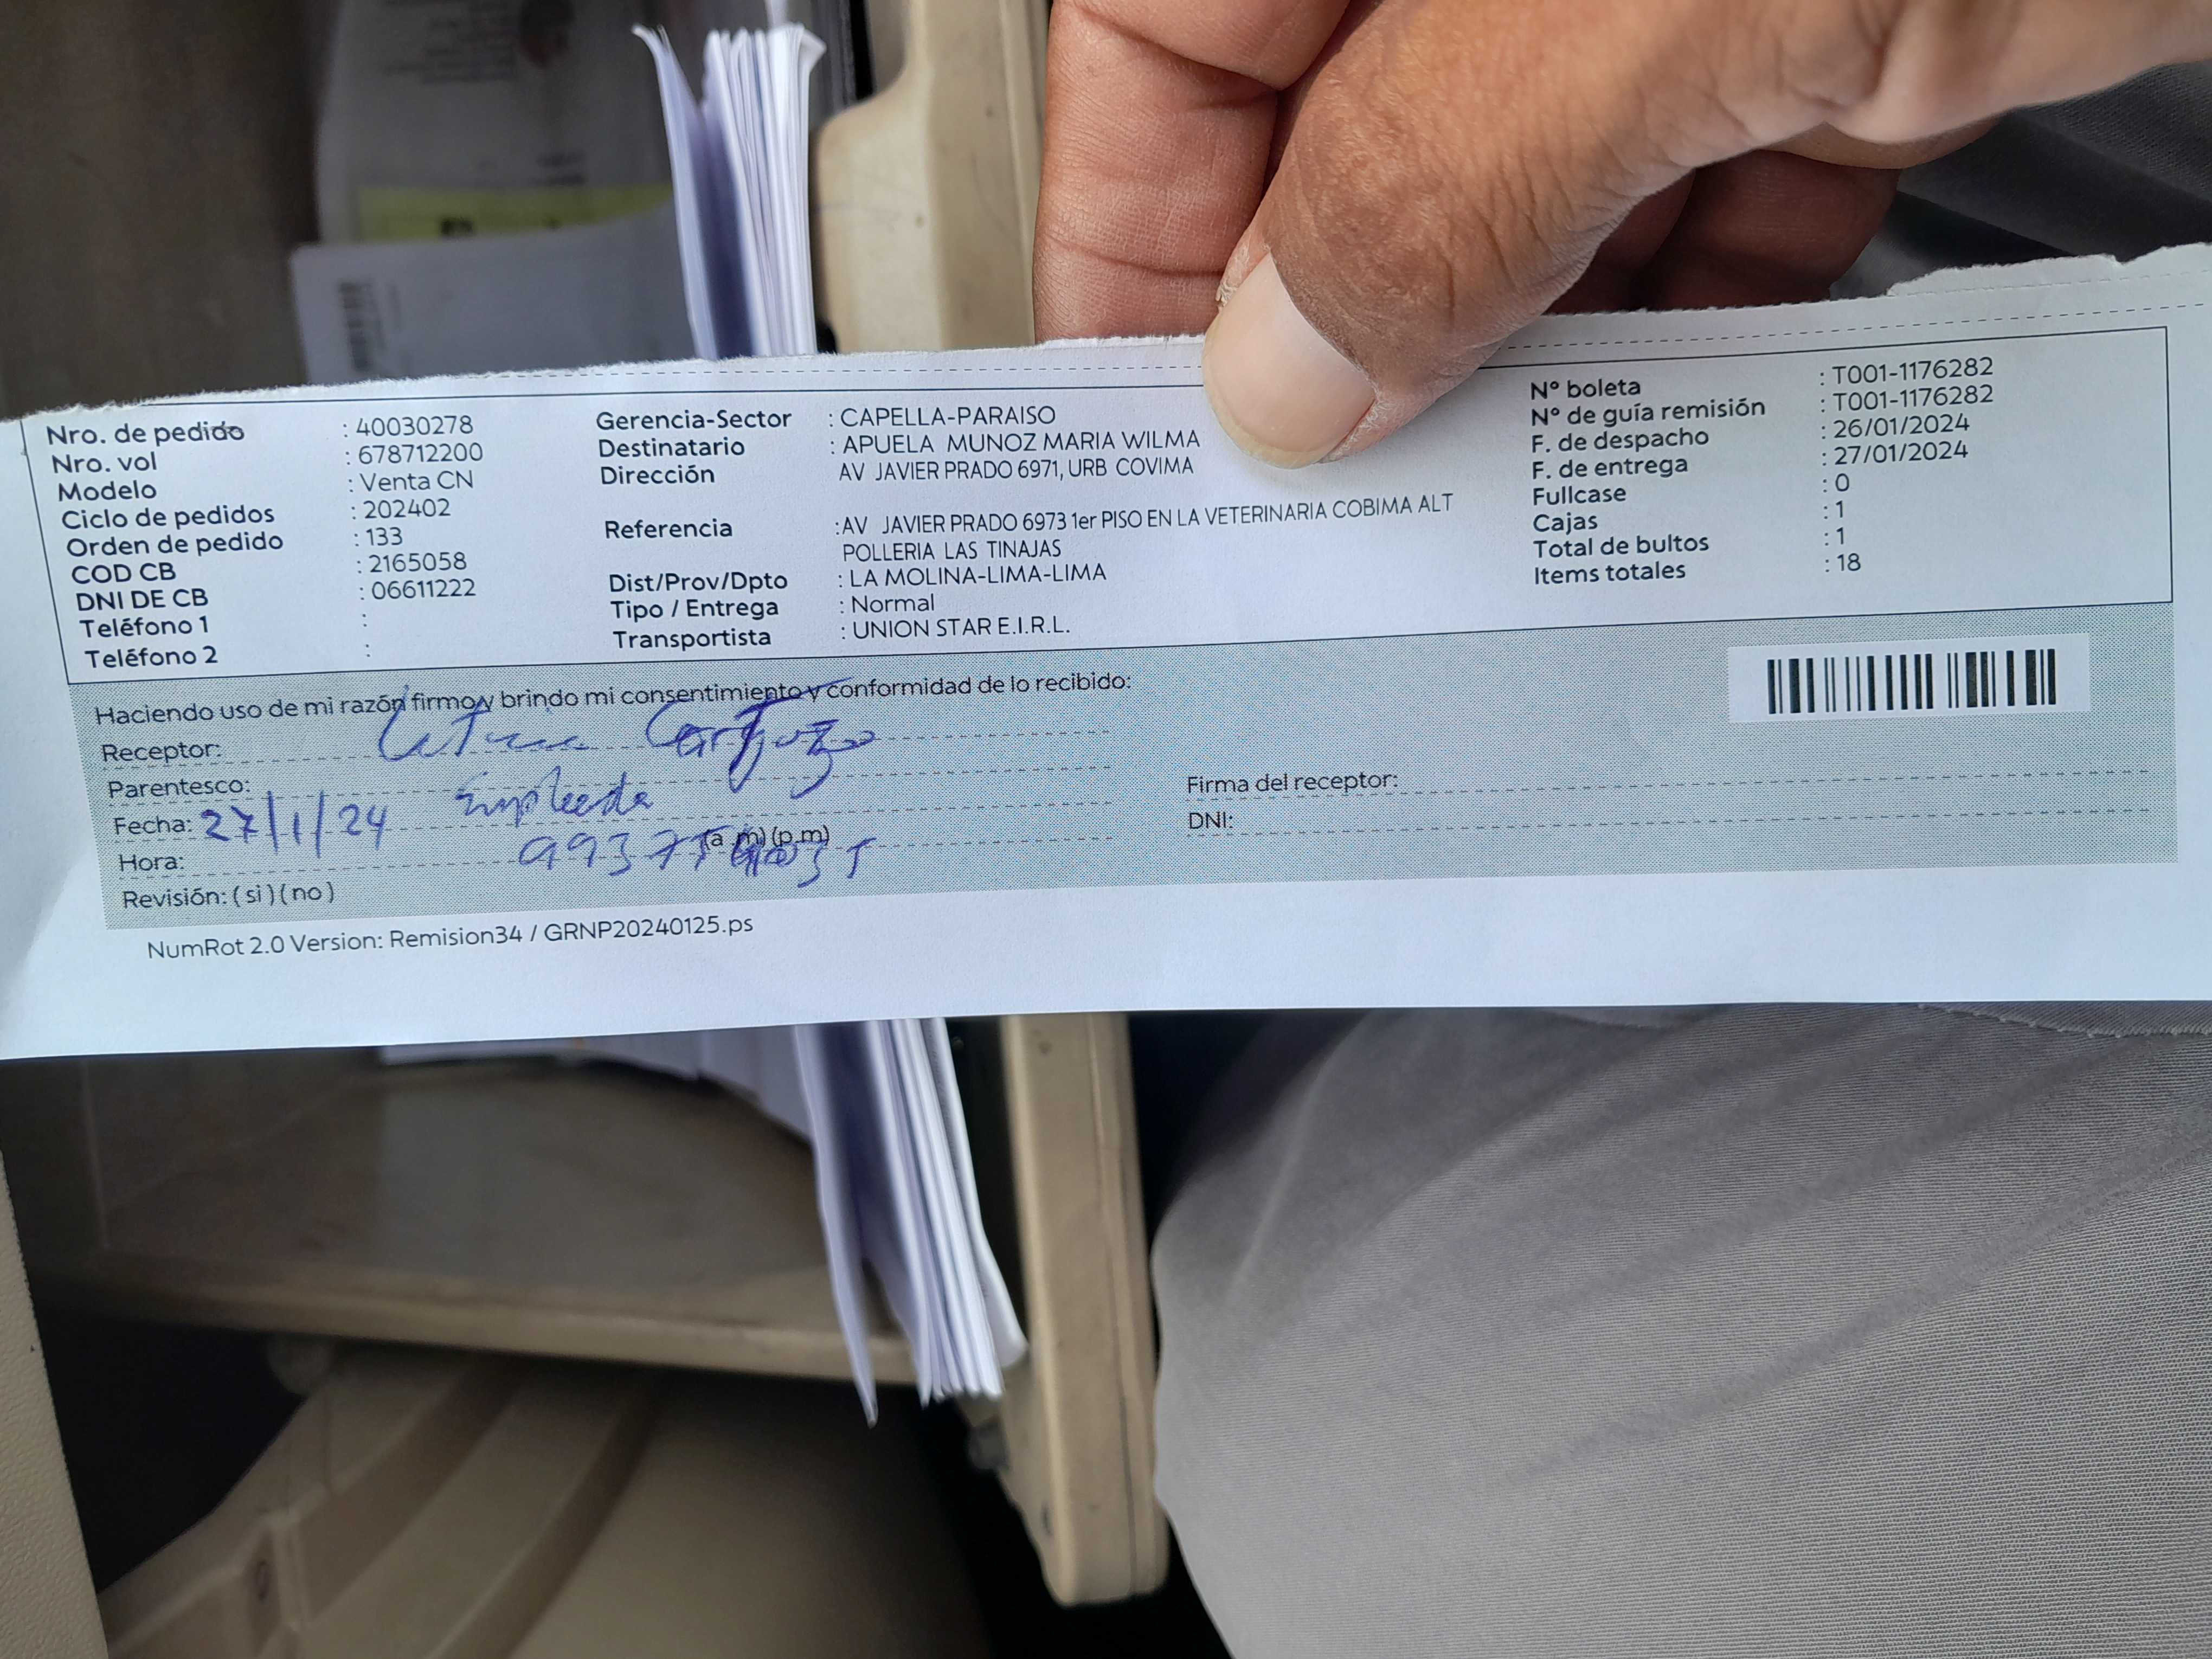 Nro. de pedido : 40030278
Nro. vol : 678712200
Modelo : Venta CN
Ciclo de pedidos : 202402
Orden de pedido : 133
COD CB : 2165058
DNI DE CB : 06611222
Teléfono 1 :
Teléfono 2 :
Gerencia-Sector : CAPELLA-PARAISO
Destinatario : APUELA MUNOZ MARIA WILMA
Dirección AV JAVIER PRADO 6971, URB COVIMA
Referencia :AV JAVIER PRADO 6973 1er PISO EN LA VETERINARIA COBIMA ALT
POLLERIA LAS TINAJAS
Dist/Prov/Dpto : LA MOLINA-LIMA-LIMA
Tipo / Entrega : Normal
Transportista : UNION STAR E.I.R.L.
Nº boleta : T001-1176282
Nº de guía remisión : T001-1176282
F. de despacho : 26/01/2024
F. de entrega : 27/01/2024
Fullcase : 0
Cajas : 1
Total de bultos : 1
Items totales : 18
Haciendo uso de mi razón firmo y brindo mi consentimiento y conformidad de lo recibido:
Receptor:
Parentesco: Empleada
Fecha: 27/1/24
Hora: (a m) (p.m)
Revisión: ( si ) ( no )
Firma del receptor:
DNI:
NumRot 2.0 Version: Remision34 / GRNP20240125.ps